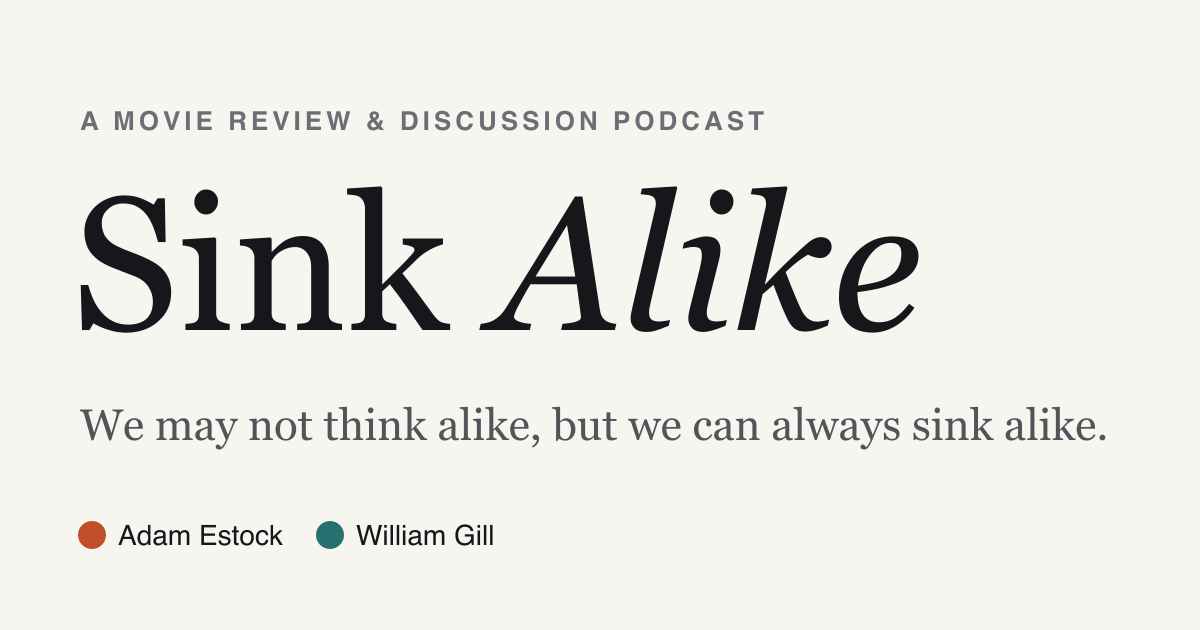 A MOVIE REVIEW & DISCUSSION PODCAST
Sink Alike
We may not think alike, but we can always sink alike.
Adam Estock William Gill